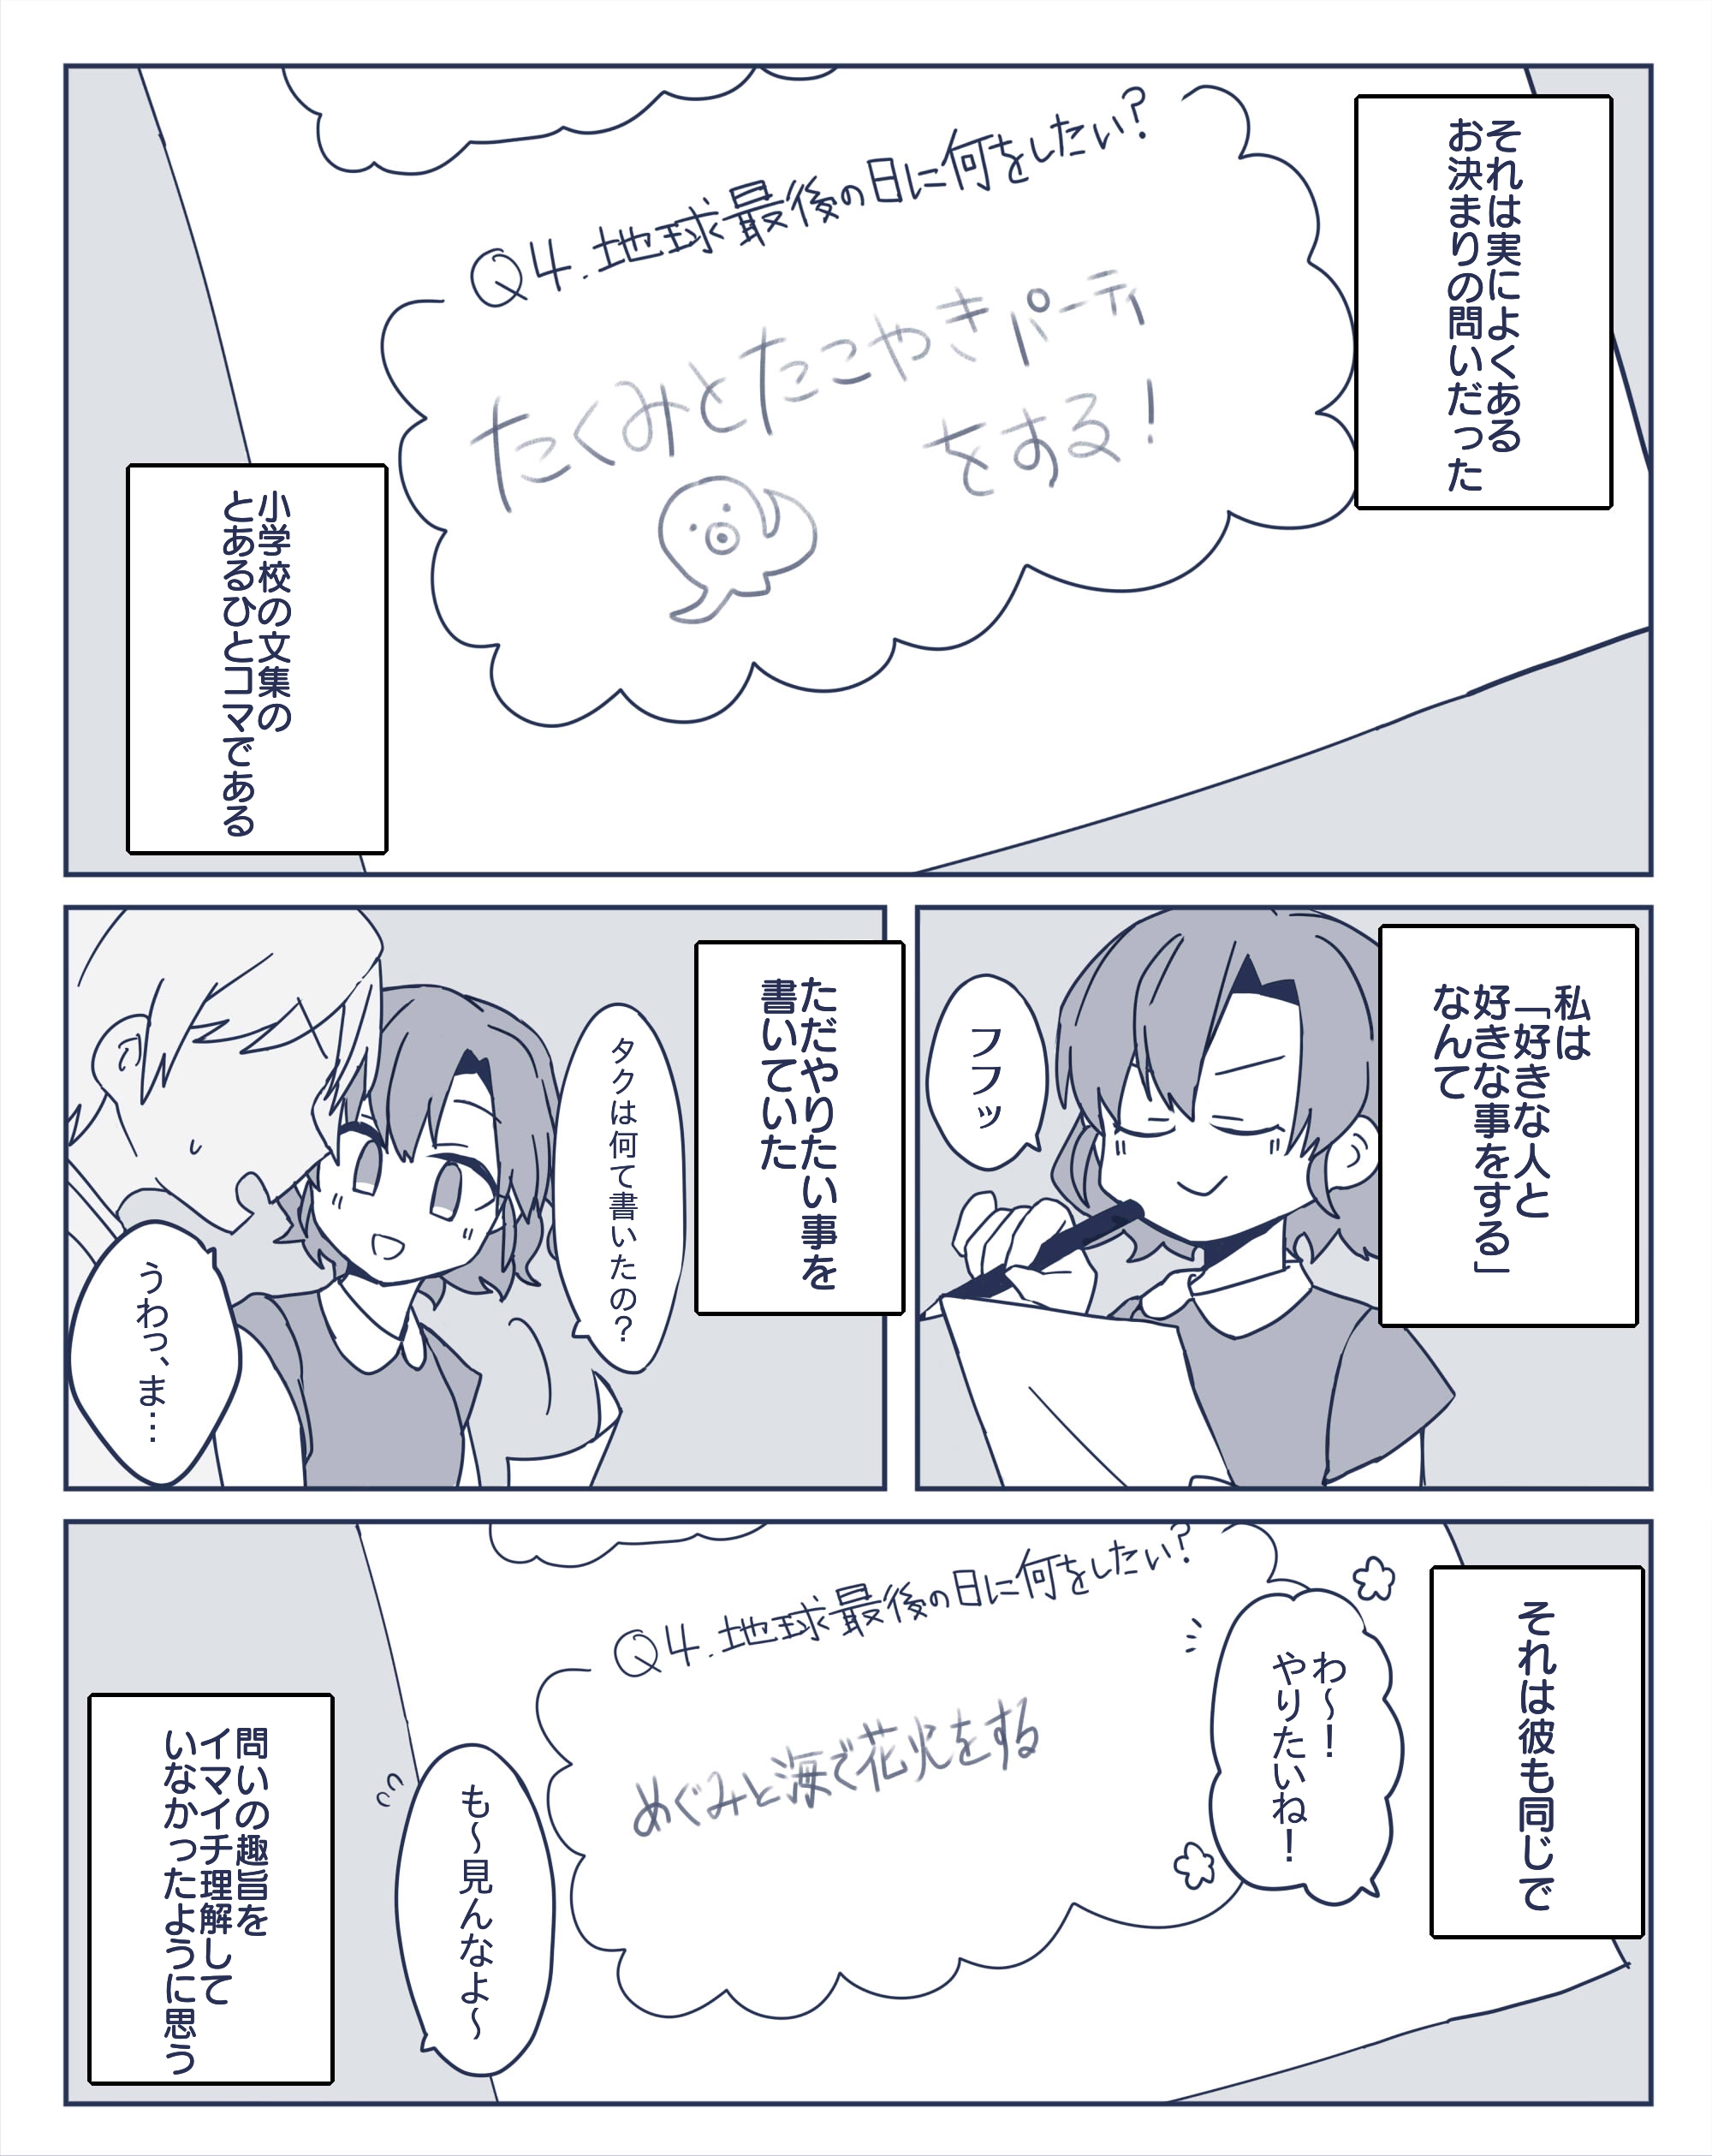 それは実によくある
お決まりの問いだった
Q4.地球最後の日に何をしたい?
たくみとたこやきパーティ
をする!
小学校の文集の
とあるひとコマである
私は
「好きな人と
好きな事をする」
なんて
フフッ
ただやりたい事を
書いていた
タクは何て書いたの?
うわっ、ま…
それは彼も同じで
わ〜!
やりたいね!
Q4.地球最後の日に何をしたい?
めぐみと海で花火をする
も〜見んなよ〜
問いの趣旨を
イマイチ理解して
いなかったように思う